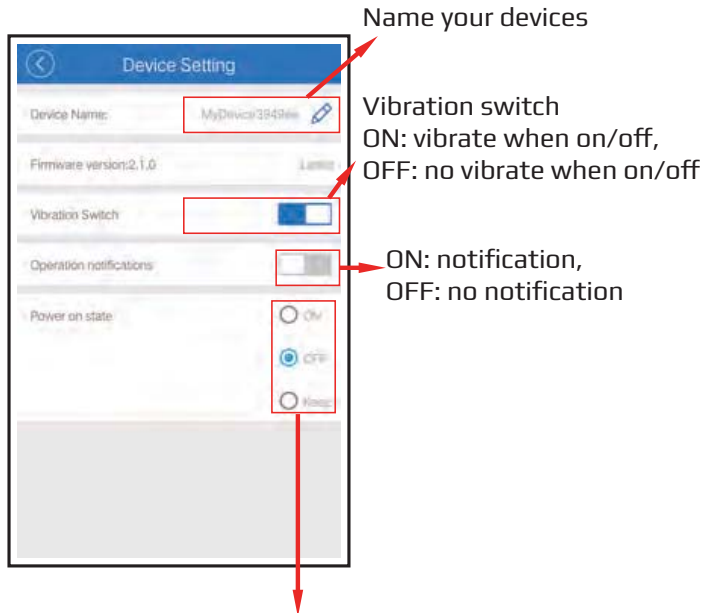 Name your devices
Device Setting
Device Name:
Vibration switch
ON: vibrate when on/off,
Firmware version:2.1.0
OFF: no vibrate when on/off
Vibration Switch
Operation notifications
ON: notification,
OFF: no notification
Power on state
ON
OFF
Keep